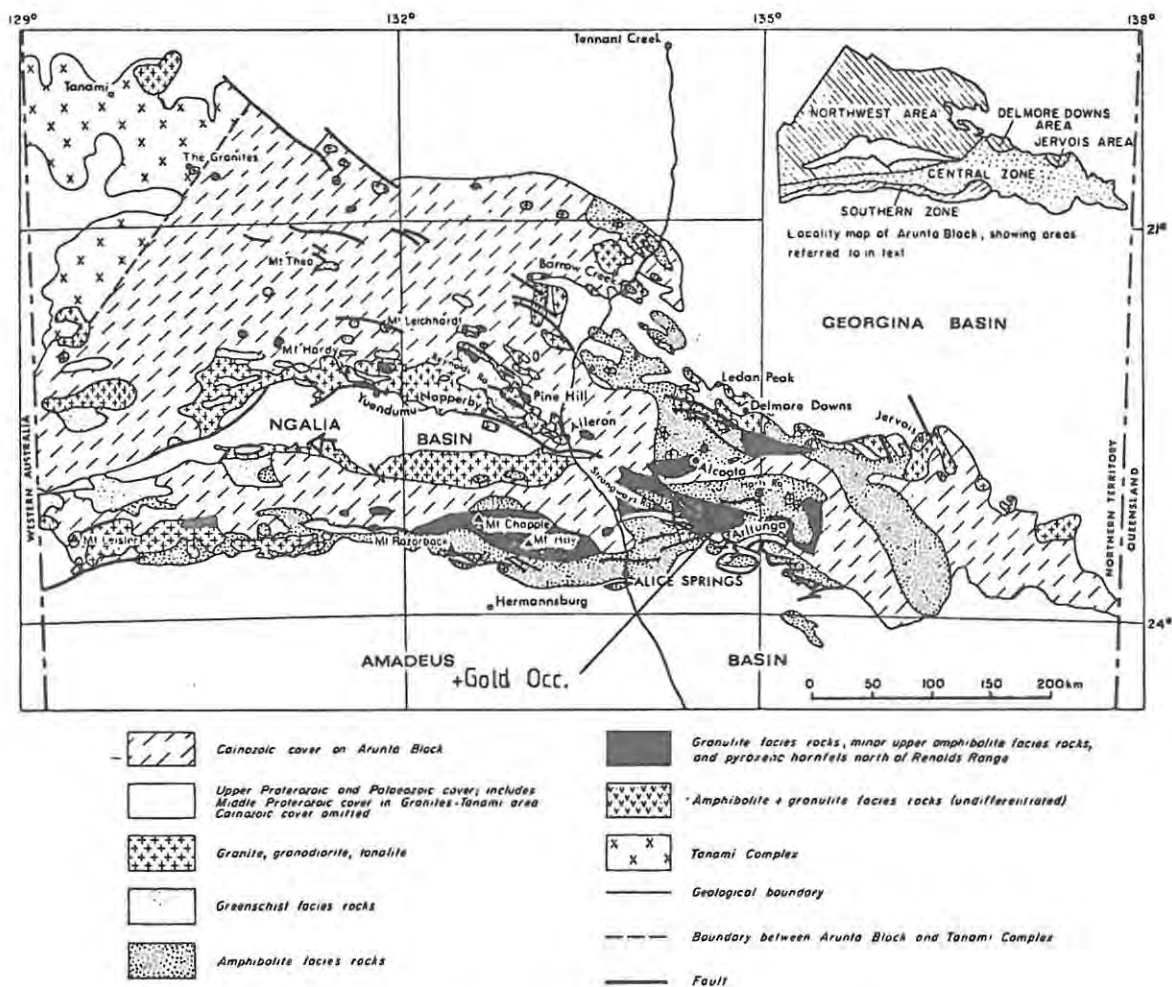 129°
132°
135°
138°
Tennant Creek
Tanami
The Granites
NORTHWEST AREA
DELMORE DOWNS
AREA
JERVOIS AREA
CENTRAL ZONE
SOUTHERN ZONE
Locality map of Arunta Block, showing areas
referred to in text
21°
Mt Theo
Barrow Creek
Mt Leichhardt
GEORGINA BASIN
Mt Hardy
Reynolds Ra
Ledan Peak
Napperby
Pine Hill
Delmore Downs
Yuendumu
Jervois
Aileron
NGALIA
BASIN
WESTERN AUSTRALIA
Alcoota
Strangways Ra
Harts Ra
NORTHERN TERRITORY
QUEENSLAND
Mt Chapple
Mt Leisler
Mt Razorback
Mt Hay
Arltunga
ALICE SPRINGS
Hermannsburg
24°
AMADEUS
BASIN
+Gold Occ.
0 50 100 150 200km
Cainozoic cover on Arunta Block
Upper Proterozoic and Palaeozoic cover; includes
Middle Proterozoic cover in Granites-Tanami area
Cainozoic cover omitted
Granite, granodiorite, tonalite
Greenschist facies rocks
Amphibolite facies rocks
Granulite facies rocks, minor upper amphibolite facies rocks,
and pyroxenic hornfels north of Renolds Range
Amphibolite + granulite facies rocks (undifferentiated)
Tanami Complex
Geological boundary
Boundary between Arunta Block and Tanami Complex
Fault